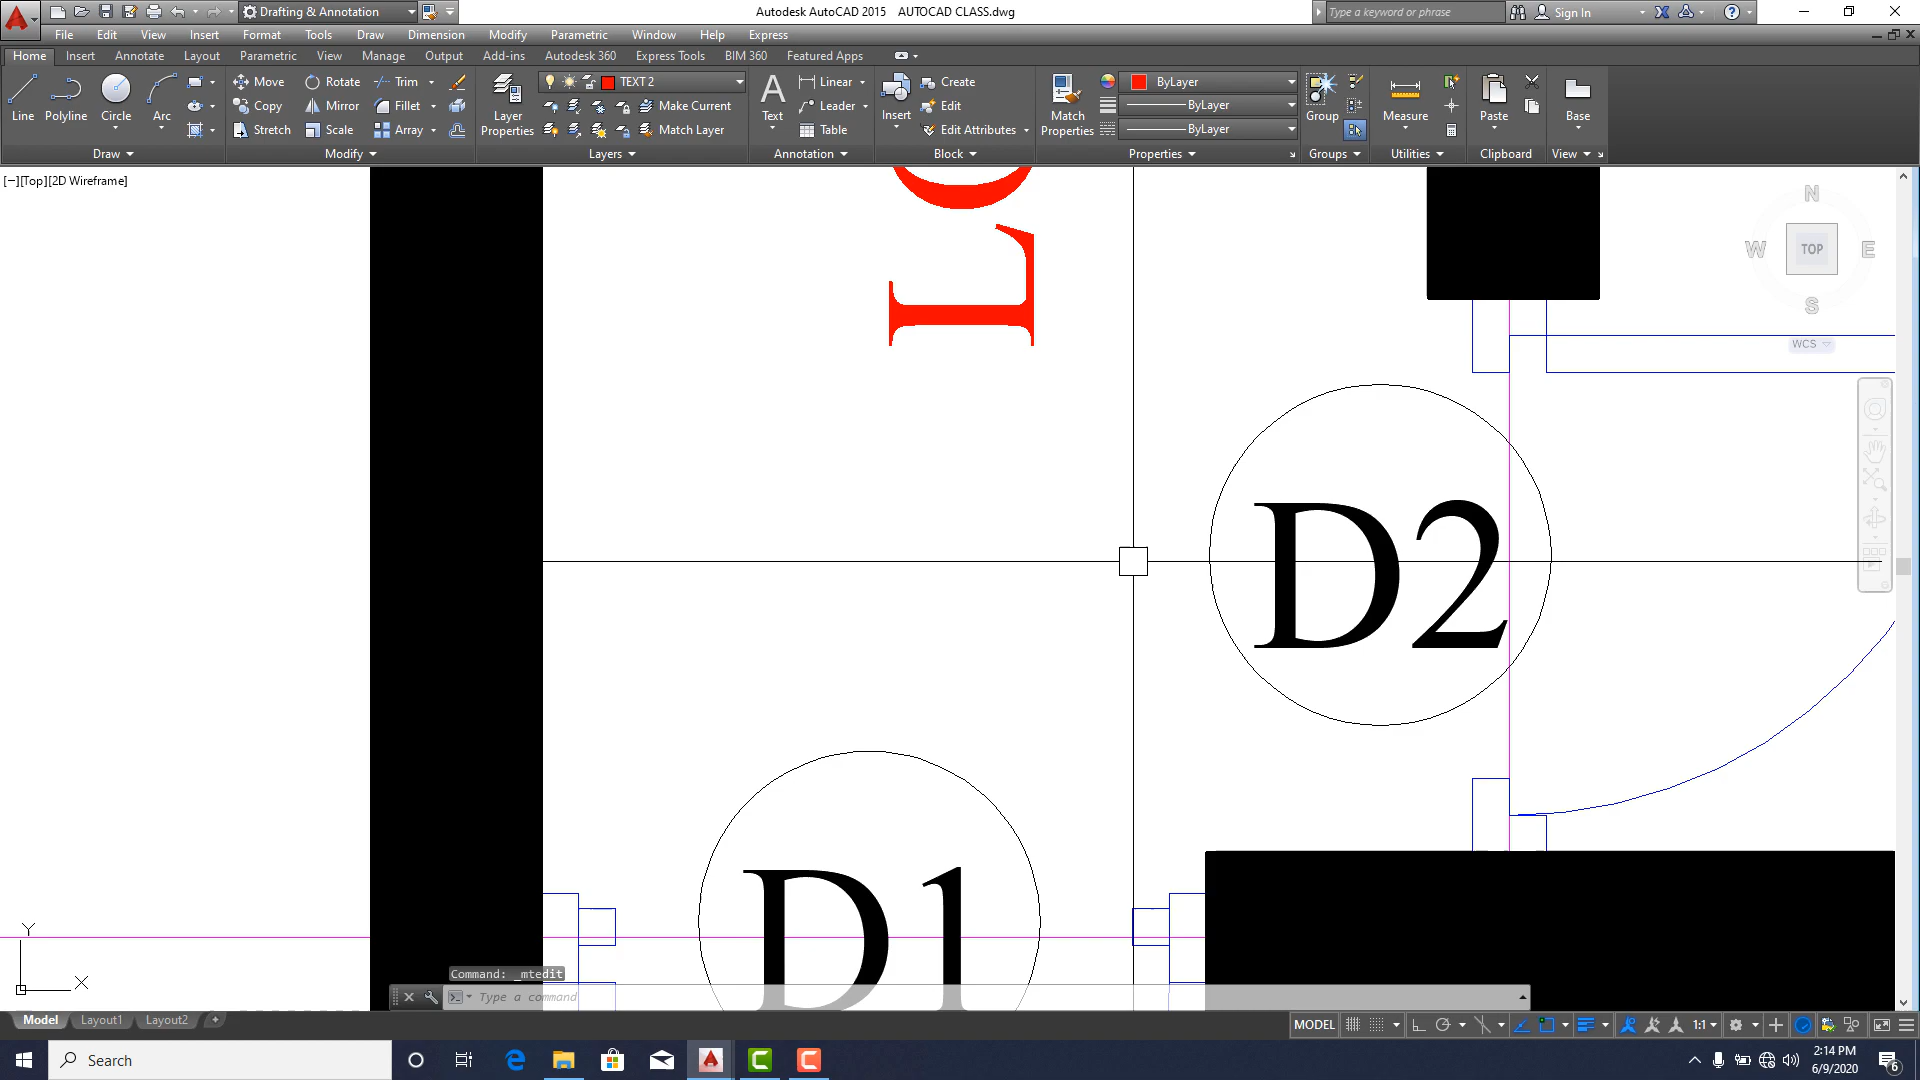 Drafting & Annotation
Autodesk AutoCAD 2015 AUTOCAD CLASS.dwg
Type a keyword or phrase
Sign In
File Edit View Insert Format Tools Draw Dimension Modify Parametric Window Help Express
Home Insert Annotate Layout Parametric View Manage Output Add-ins Autodesk 360 Express Tools BIM 360 Featured Apps
Line Polyline Circle Arc
Move Rotate Trim
Copy Mirror Fillet
Stretch Scale Array
Layer Properties
TEXT 2
Make Current
Match Layer
Text
Linear
Leader
Table
Insert
Create
Edit
Edit Attributes
Match Properties
ByLayer
ByLayer
ByLayer
Group
Measure
Paste
Base
Draw Modify Layers Annotation Block Properties Groups Utilities Clipboard View
[−][Top][2D Wireframe]
N
W TOP E
S
WCS
L
D2
D1
Y
X
Command: _mtedit
Type a command
Model Layout1 Layout2 +
MODEL 1:1
Search
2:14 PM
6/9/2020
6